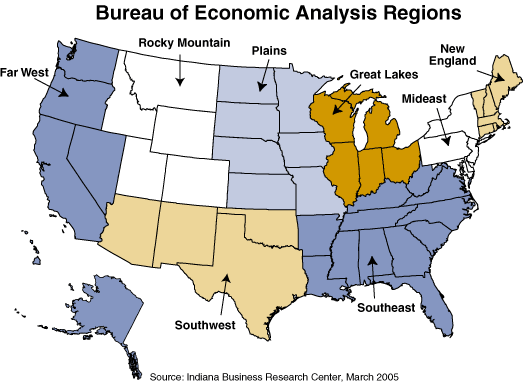 Bureau of Economic Analysis Regions
Rocky Mountain
Plains
New
England
Far West
Great Lakes
Mideast
Southwest
Southeast
Source: Indiana Business Research Center, March 2005